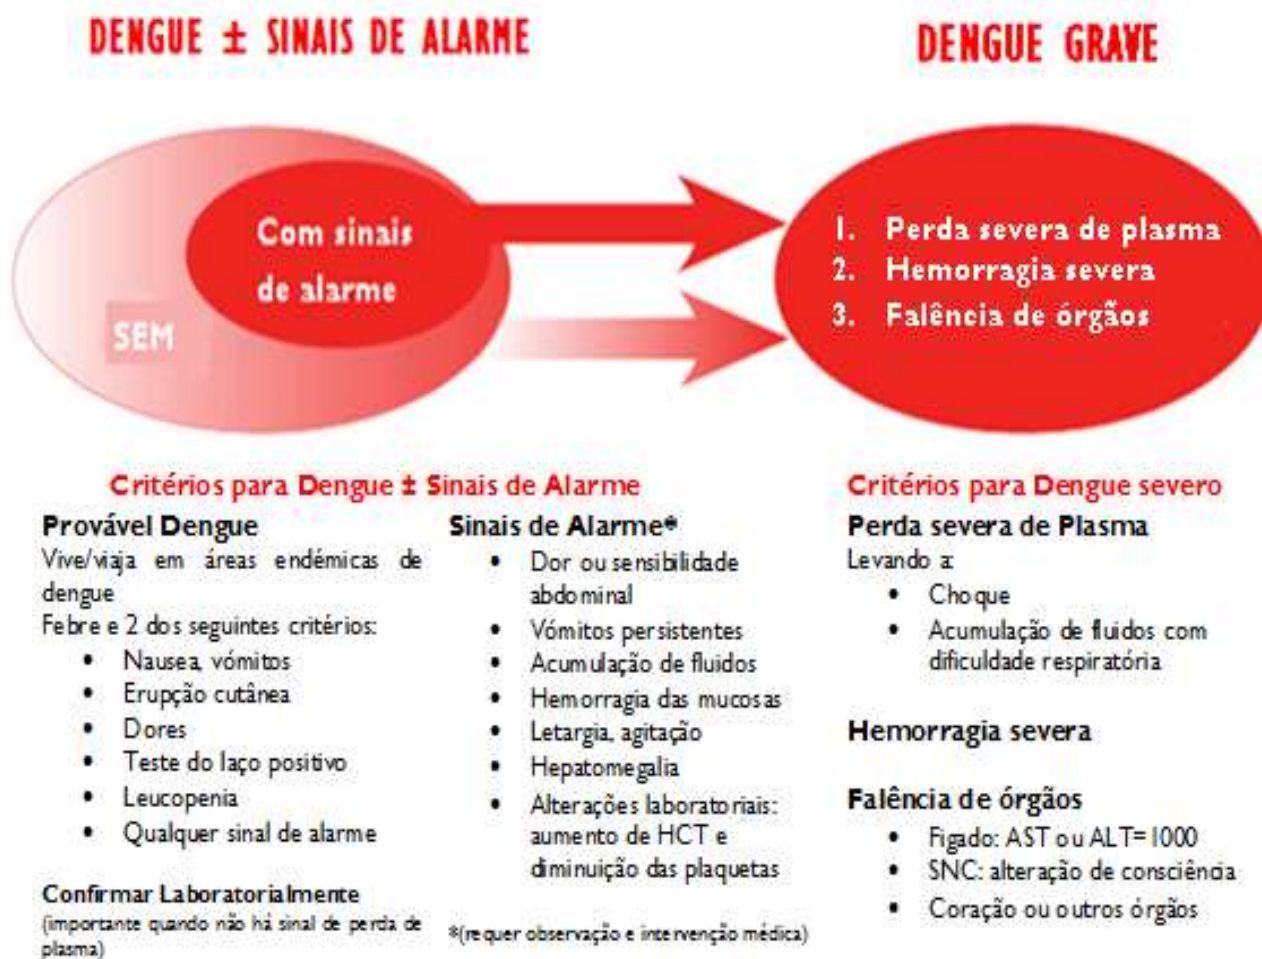 DENGUE ± SINAIS DE ALARME
DENGUE GRAVE
Com sinais
de alarme
SEM
1. Perda severa de plasma
2. Hemorragia severa
3. Falência de órgãos
Critérios para Dengue ± Sinais de Alarme
Provável Dengue
Vive/viaja em áreas endémicas de
dengue
Febre e 2 dos seguintes critérios:
• Nausea, vómitos
• Erupção cutânea
• Dores
• Teste do laço positivo
• Leucopenia
• Qualquer sinal de alarme
Confirmar Laboratorialmente
(importante quando não há sinal de perda de
plasma)
Sinais de Alarme*
• Dor ou sensibilidade
abdominal
• Vómitos persistentes
• Acumulação de fluidos
• Hemorragia das mucosas
• Letargia, agitação
• Hepatomegalia
• Alterações laboratoriais:
aumento de HCT e
diminuição das plaquetas
*(requer observação e intervenção médica)
Critérios para Dengue severo
Perda severa de Plasma
Levando a:
• Choque
• Acumulação de fluidos com
dificuldade respiratória
Hemorragia severa
Falência de órgãos
• Figado: AST ou ALT=1000
• SNC: alteração de consciência
• Coração ou outros órgãos